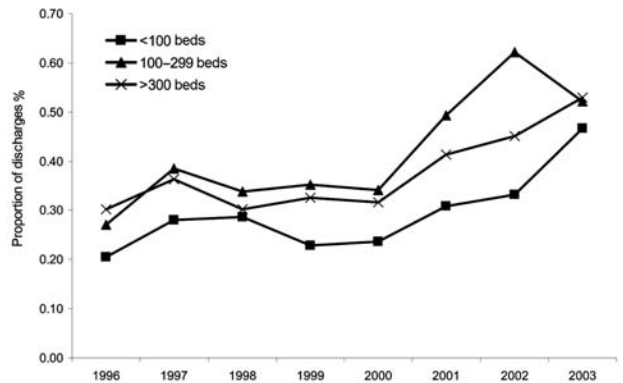 0.70
<100 beds
100–299 beds
>300 beds
0.60
0.50
0.40
0.30
0.20
0.10
0.00
Proportion of discharges %
1996 1997 1998 1999 2000 2001 2002 2003